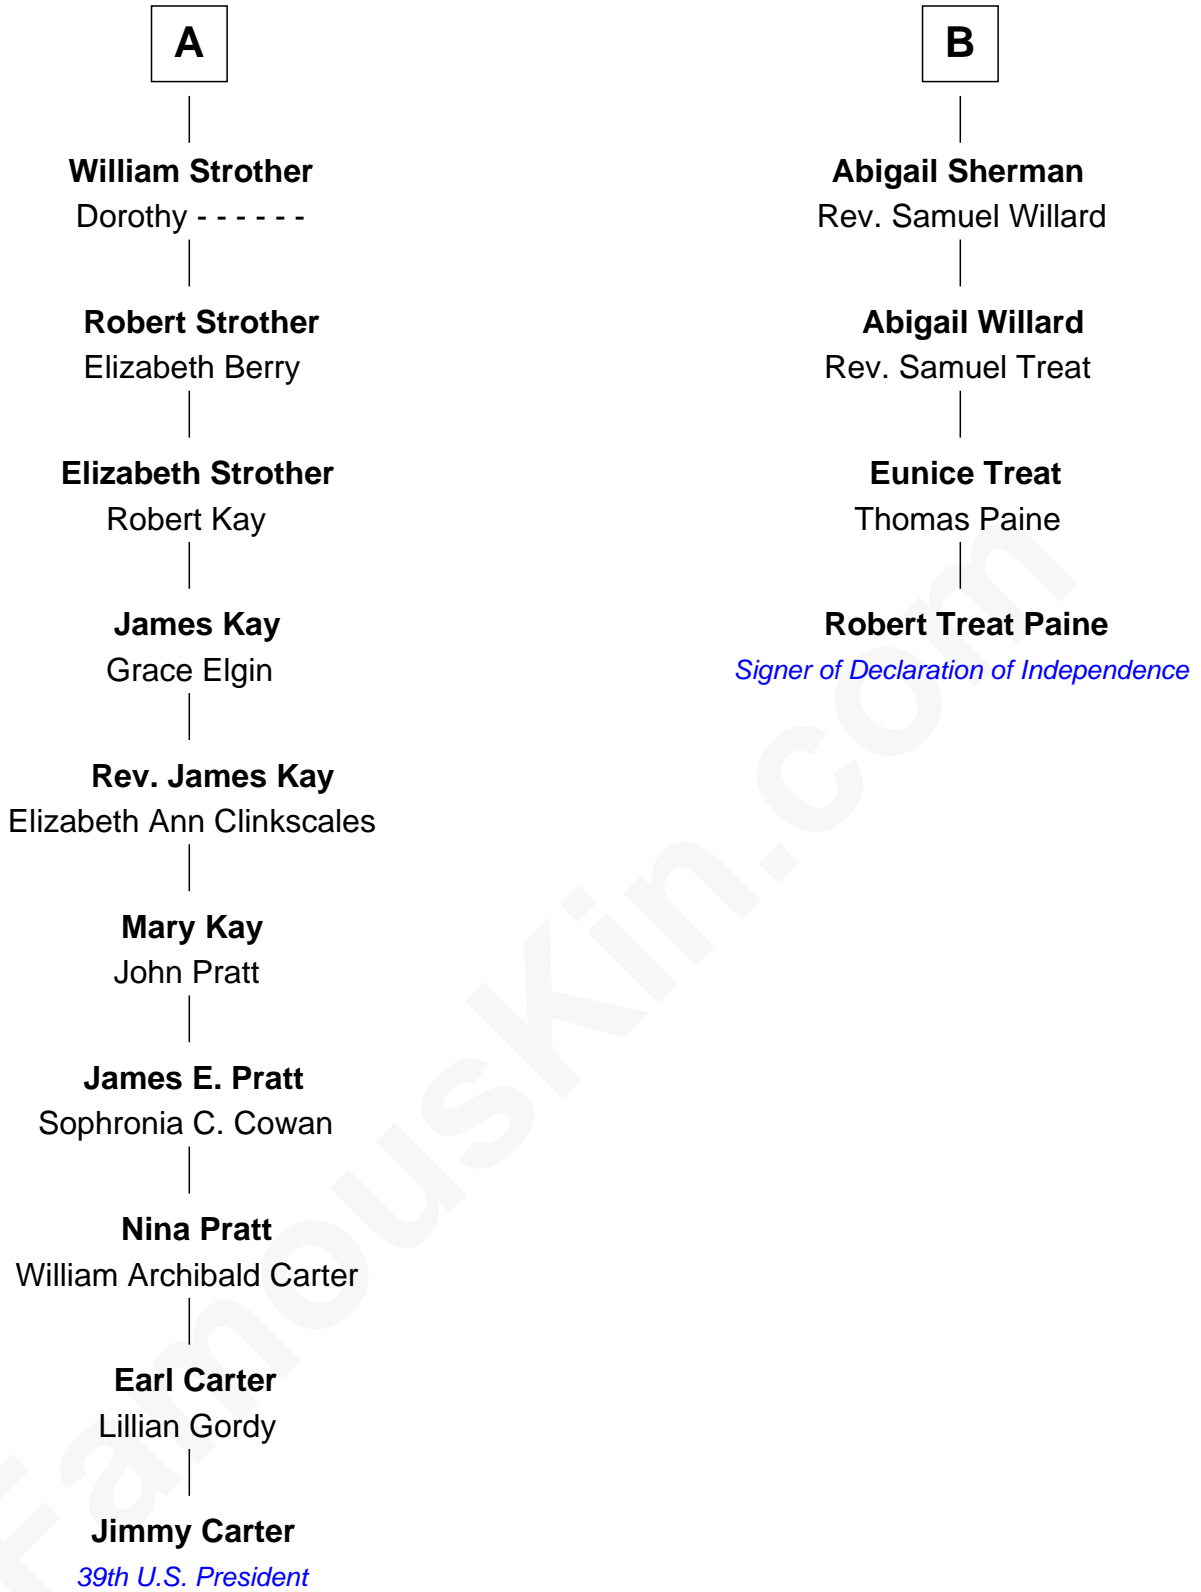 A
William Strother
Dorothy - - - - - -
Robert Strother
Elizabeth Berry
Elizabeth Strother
Robert Kay
James Kay
Grace Elgin
Rev. James Kay
Elizabeth Ann Clinkscales
Mary Kay
John Pratt
James E. Pratt
Sophronia C. Cowan
Nina Pratt
William Archibald Carter
Earl Carter
Lillian Gordy
Jimmy Carter
39th U.S. President
B
Abigail Sherman
Rev. Samuel Willard
Abigail Willard
Rev. Samuel Treat
Eunice Treat
Thomas Paine
Robert Treat Paine
Signer of Declaration of Independence
FamousKin.com